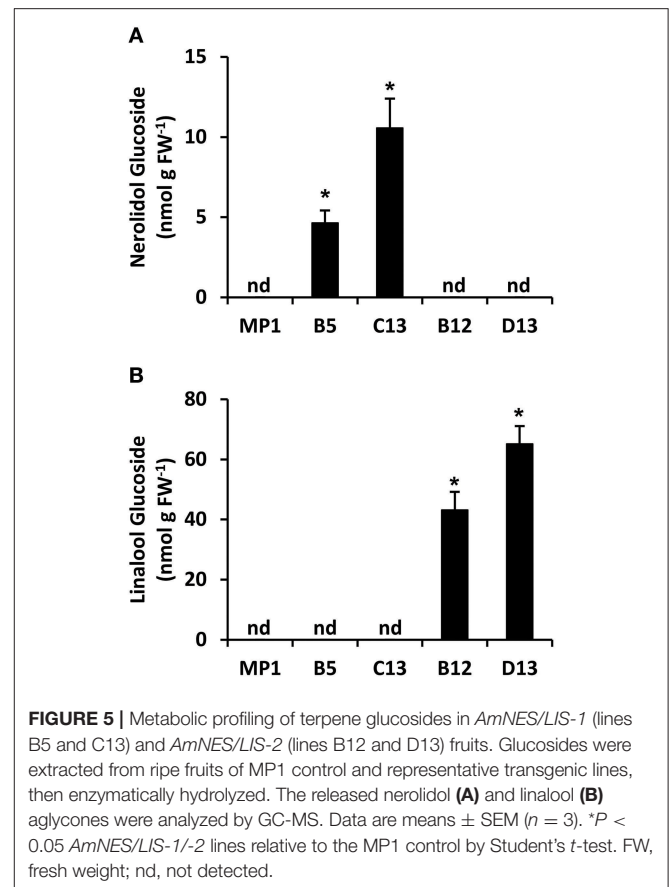 A
Nerolidol Glucoside
(nmol g FW⁻¹)
15
10
5
0
*
*
nd
nd
nd
MP1 B5 C13 B12 D13
B
Linalool Glucoside
(nmol g FW⁻¹)
80
60
40
20
0
*
*
nd
nd
nd
MP1 B5 C13 B12 D13
FIGURE 5 | Metabolic profiling of terpene glucosides in AmNES/LIS-1 (lines
B5 and C13) and AmNES/LIS-2 (lines B12 and D13) fruits. Glucosides were
extracted from ripe fruits of MP1 control and representative transgenic lines,
then enzymatically hydrolyzed. The released nerolidol (A) and linalool (B)
aglycones were analyzed by GC-MS. Data are means ± SEM (n = 3). *P <
0.05 AmNES/LIS-1/-2 lines relative to the MP1 control by Student's t-test. FW,
fresh weight; nd, not detected.